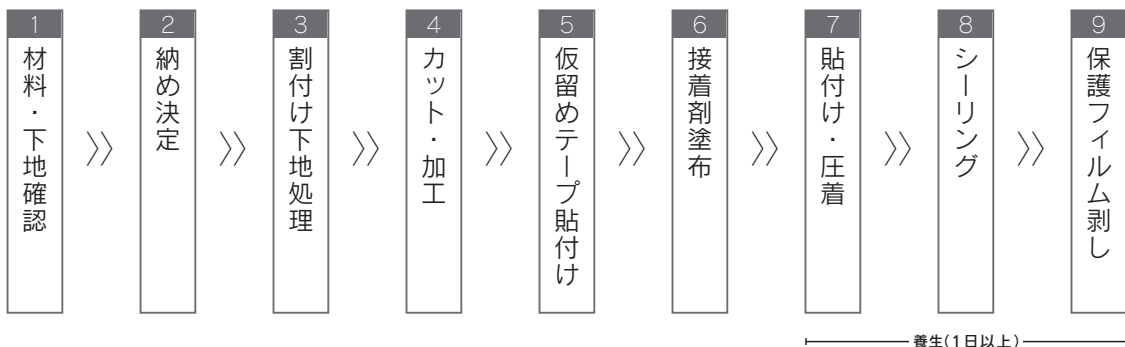 1
材料・下地確認
2
納め決定
3
割付け下地処理
4
カット・加工
5
仮留めテープ貼付け
6
接着剤塗布
7
貼付け・圧着
8
シーリング
9
保護フィルム剥し
養生(1日以上)